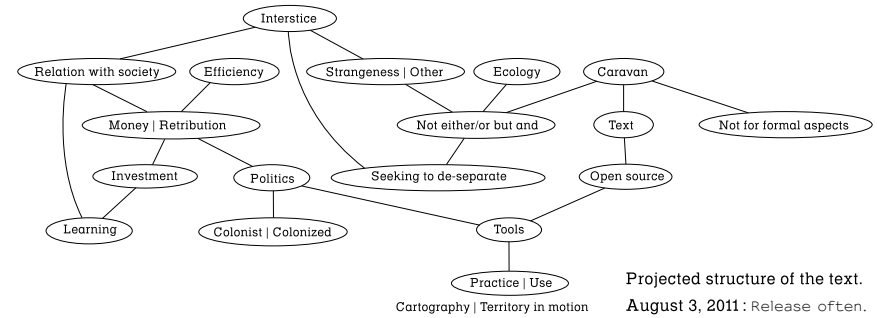 Interstice
Relation with society
Efficiency
Strangeness | Other
Ecology
Caravan
Money | Retribution
Not either/or but and
Text
Not for formal aspects
Investment
Politics
Seeking to de-separate
Open source
Learning
Colonist | Colonized
Tools
Practice | Use
Cartography | Territory in motion
Projected structure of the text.
August 3, 2011 : Release often.